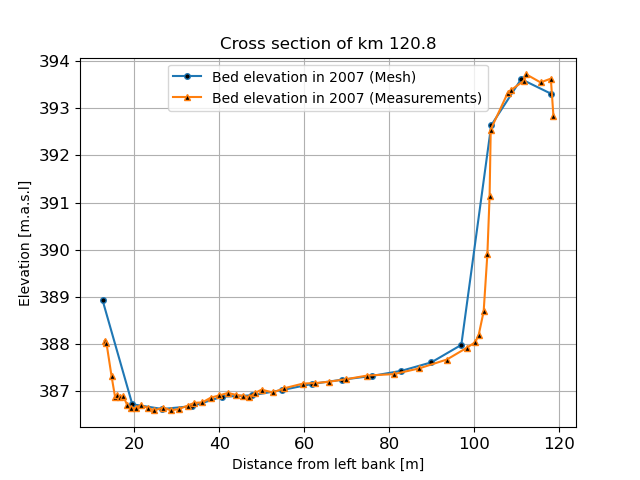 Cross section of km 120.8
Bed elevation in 2007 (Mesh)
Bed elevation in 2007 (Measurements)
394
393
392
391
390
389
388
387
Elevation [m.a.s.l]
20 40 60 80 100 120
Distance from left bank [m]